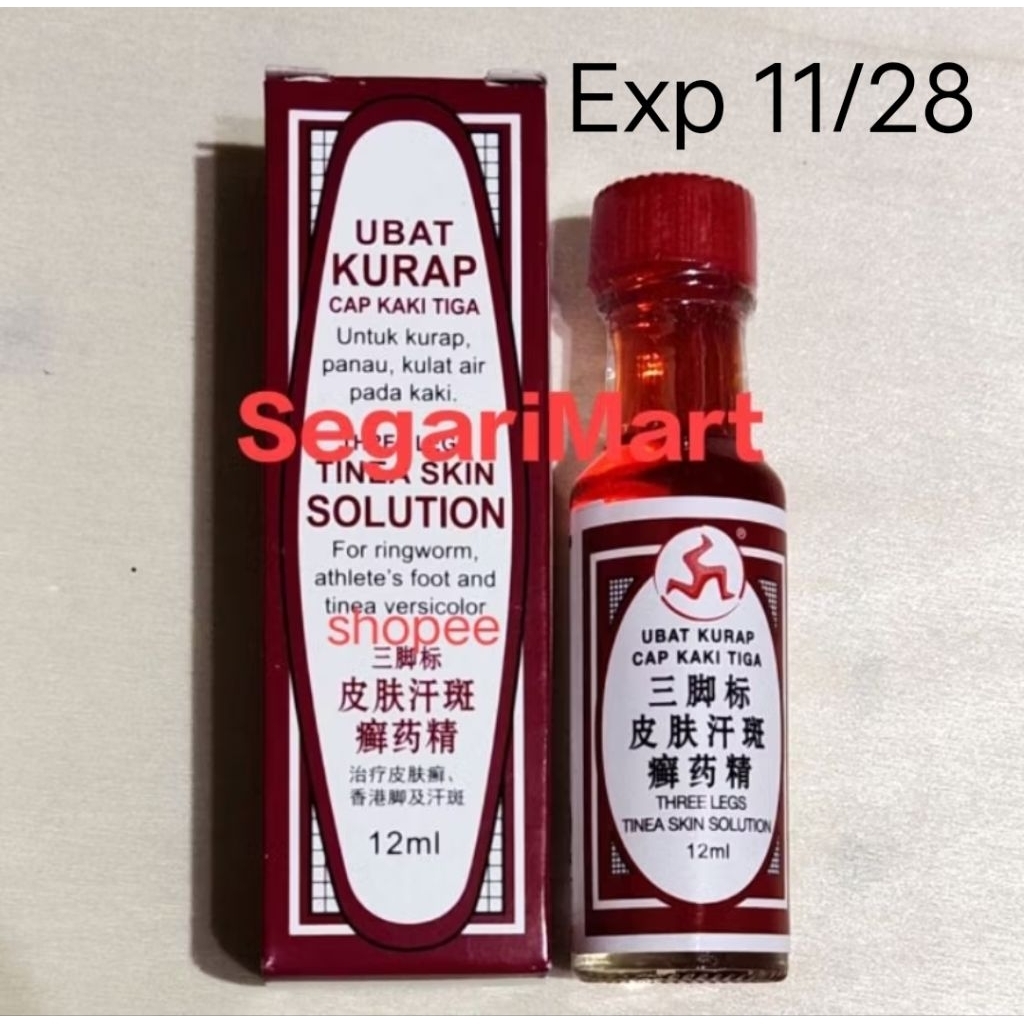 Exp 11/28
UBAT
KURAP
CAP KAKI TIGA
Untuk kurap,
panau, kulat air
pada kaki.
SegariMart
THREE LEGS
TINEA SKIN
SOLUTION
For ringworm,
athlete's foot and
tinea versicolor
shopee
三脚标
皮肤汗斑
癣药精
治疗皮肤癣、
香港脚及汗斑
12ml
®
UBAT KURAP
CAP KAKI TIGA
三脚标
皮肤汗斑
癣药精
THREE LEGS
TINEA SKIN SOLUTION
12ml